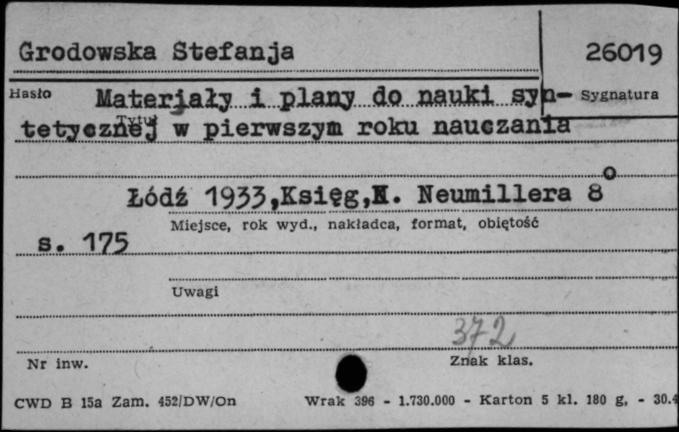 Grodowska Stefanja
26019
Hasło
Sygnatura
Materjały i plany do nauki syn-
Tytuł
tetycznej w pierwszym roku nauczania
Łódź 1933,Księg,K. Neumillera 8o
Miejsce, rok wyd., nakładca, format, objętość
s. 175
Uwagi
372
Nr inw.
Znak klas.
CWD B 15a Zam. 452/DW/On
Wrak 396 - 1.730.000 - Karton 5 kl. 180 g, - 30.4